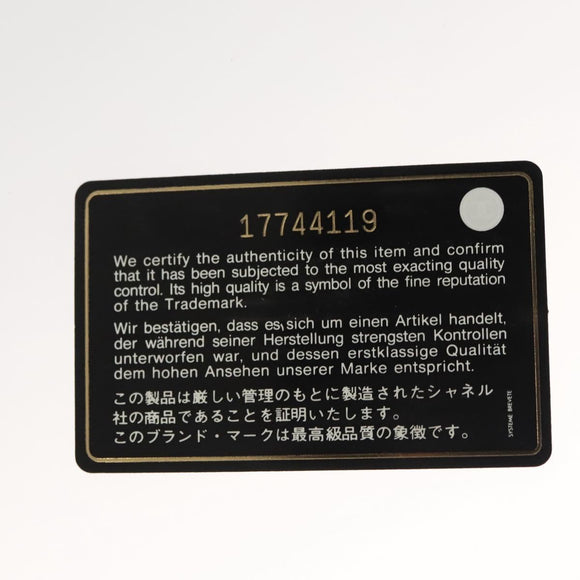 17744119
We certify the authenticity of this item and confirm
that it has been subjected to the most exacting quality
control. Its high quality is a symbol of the fine reputation
of the Trademark.
Wir bestätigen, dass es sich um einen Artikel handelt,
der während seiner Herstellung strengsten Kontrollen
unterworfen war, und dessen erstklassige Qualität
dem hohen Ansehen unserer Marke entspricht.
この製品は厳しい管理のもとに製造されたシャネル
社の商品であることを証明いたします。
このブランド・マークは最高級品質の象徴です。
SYSTEME BREVETE